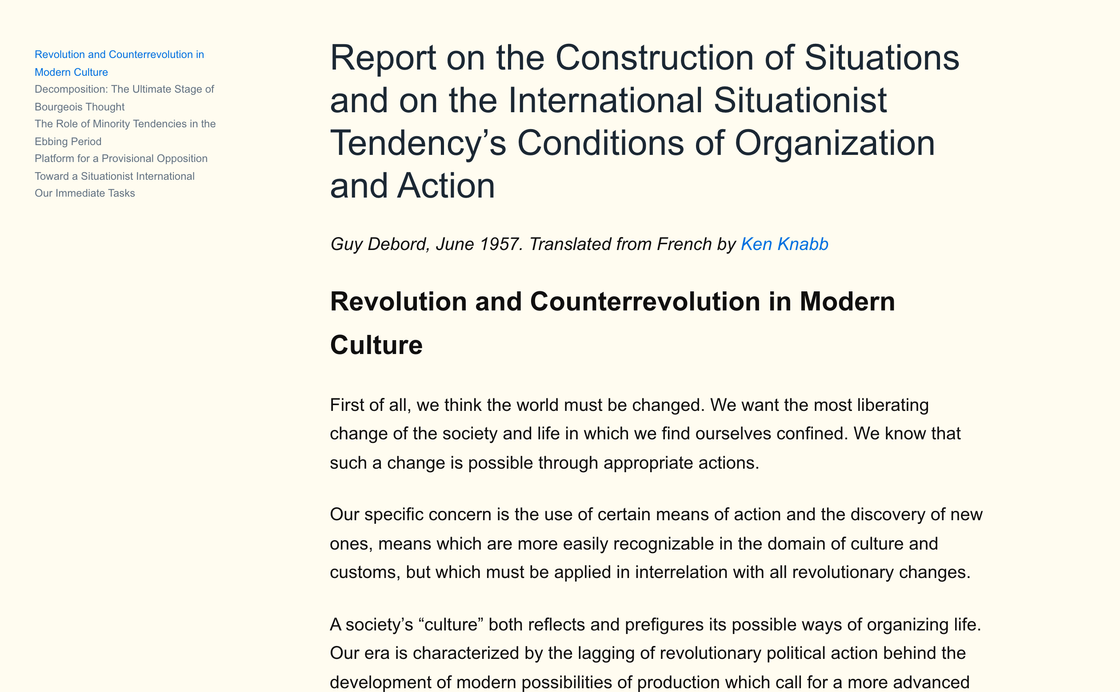 Revolution and Counterrevolution in
Modern Culture
Decomposition: The Ultimate Stage of
Bourgeois Thought
The Role of Minority Tendencies in the
Ebbing Period
Platform for a Provisional Opposition
Toward a Situationist International
Our Immediate Tasks
Report on the Construction of Situations
and on the International Situationist
Tendency’s Conditions of Organization
and Action
Guy Debord, June 1957. Translated from French by Ken Knabb
Revolution and Counterrevolution in Modern
Culture
First of all, we think the world must be changed. We want the most liberating
change of the society and life in which we find ourselves confined. We know that
such a change is possible through appropriate actions.
Our specific concern is the use of certain means of action and the discovery of new
ones, means which are more easily recognizable in the domain of culture and
customs, but which must be applied in interrelation with all revolutionary changes.
A society’s “culture” both reflects and prefigures its possible ways of organizing life.
Our era is characterized by the lagging of revolutionary political action behind the
development of modern possibilities of production which call for a more advanced